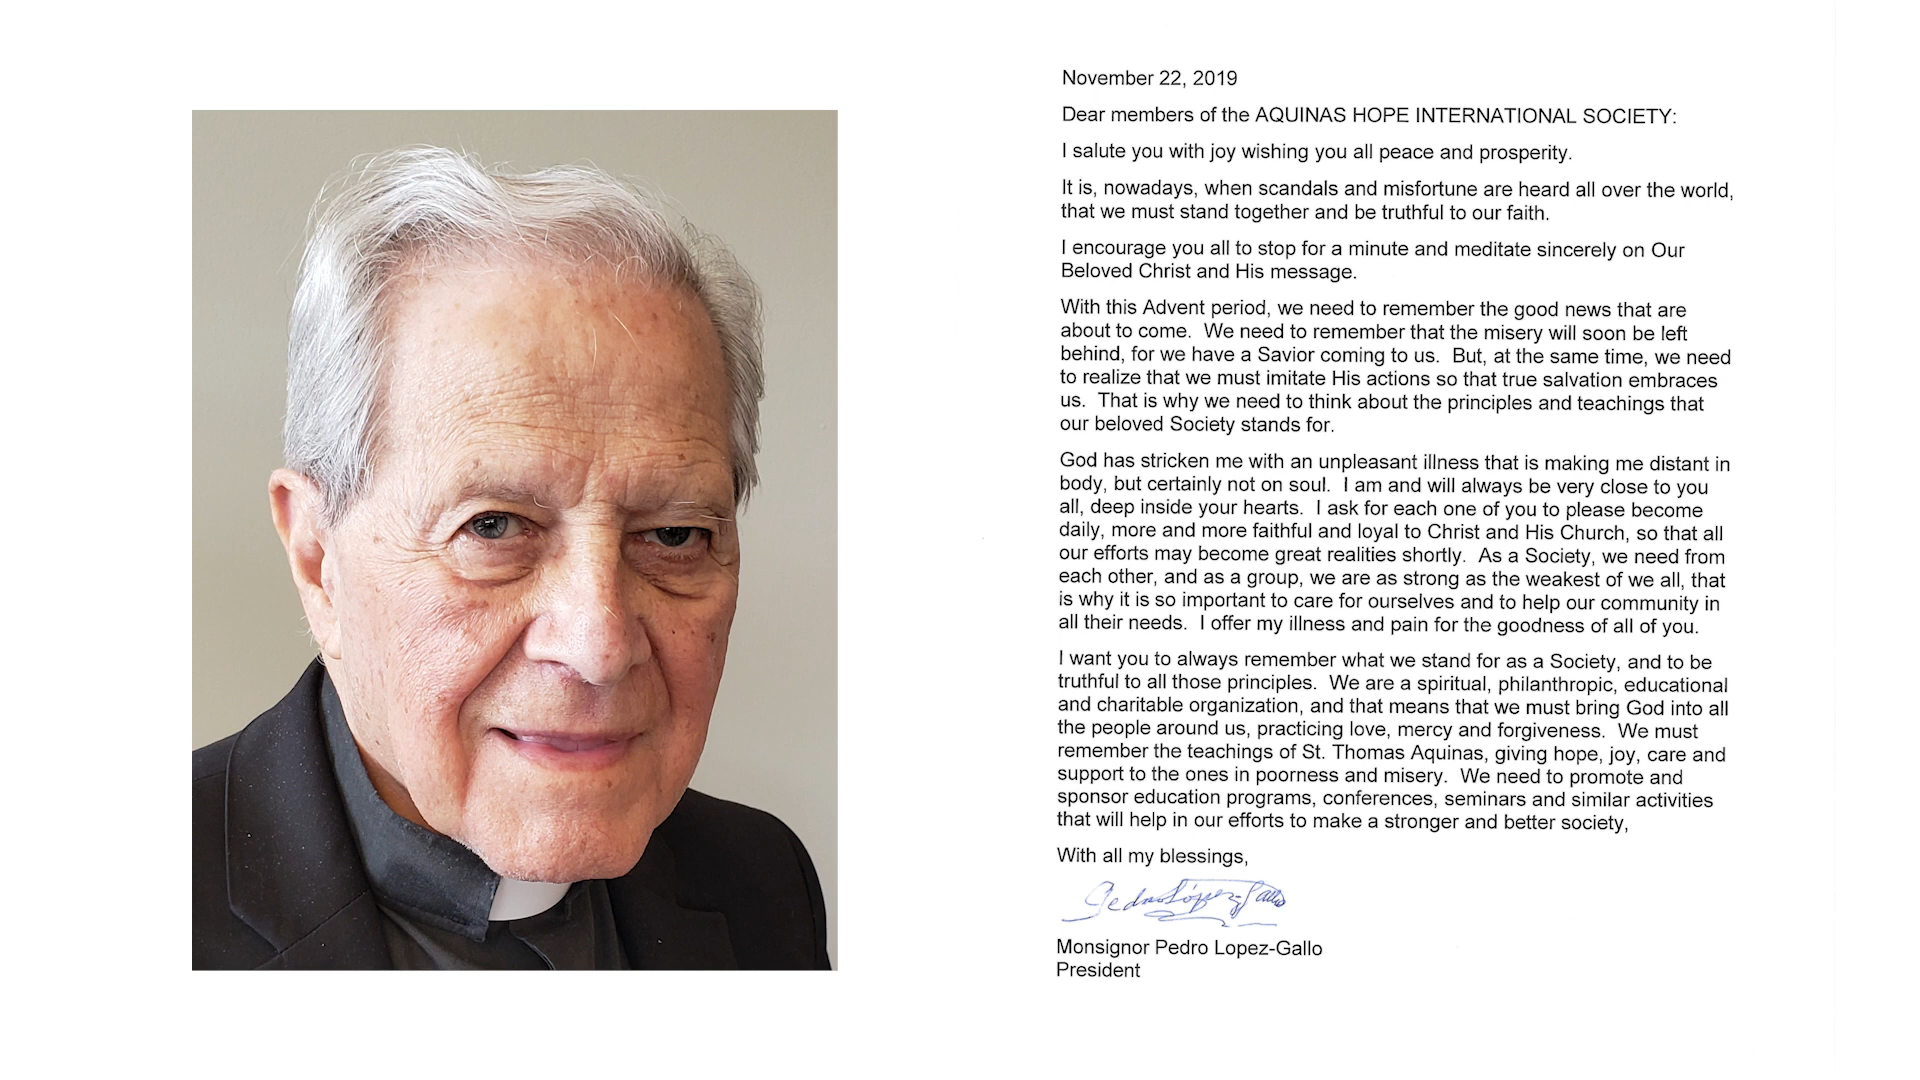 November 22, 2019
Dear members of the AQUINAS HOPE INTERNATIONAL SOCIETY:
I salute you with joy wishing you all peace and prosperity.
It is, nowadays, when scandals and misfortune are heard all over the world,
that we must stand together and be truthful to our faith.
I encourage you all to stop for a minute and meditate sincerely on Our
Beloved Christ and His message.
With this Advent period, we need to remember the good news that are
about to come.  We need to remember that the misery will soon be left
behind, for we have a Savior coming to us.  But, at the same time, we need
to realize that we must imitate His actions so that true salvation embraces
us.  That is why we need to think about the principles and teachings that
our beloved Society stands for.
God has stricken me with an unpleasant illness that is making me distant in
body, but certainly not on soul.  I am and will always be very close to you
all, deep inside your hearts.  I ask for each one of you to please become
daily, more and more faithful and loyal to Christ and His Church, so that all
our efforts may become great realities shortly.  As a Society, we need from
each other, and as a group, we are as strong as the weakest of we all, that
is why it is so important to care for ourselves and to help our community in
all their needs.  I offer my illness and pain for the goodness of all of you.
I want you to always remember what we stand for as a Society, and to be
truthful to all those principles.  We are a spiritual, philanthropic, educational
and charitable organization, and that means that we must bring God into all
the people around us, practicing love, mercy and forgiveness.  We must
remember the teachings of St. Thomas Aquinas, giving hope, joy, care and
support to the ones in poorness and misery.  We need to promote and
sponsor education programs, conferences, seminars and similar activities
that will help in our efforts to make a stronger and better society,
With all my blessings,
Pedro López-Gallo
Monsignor Pedro Lopez-Gallo
President